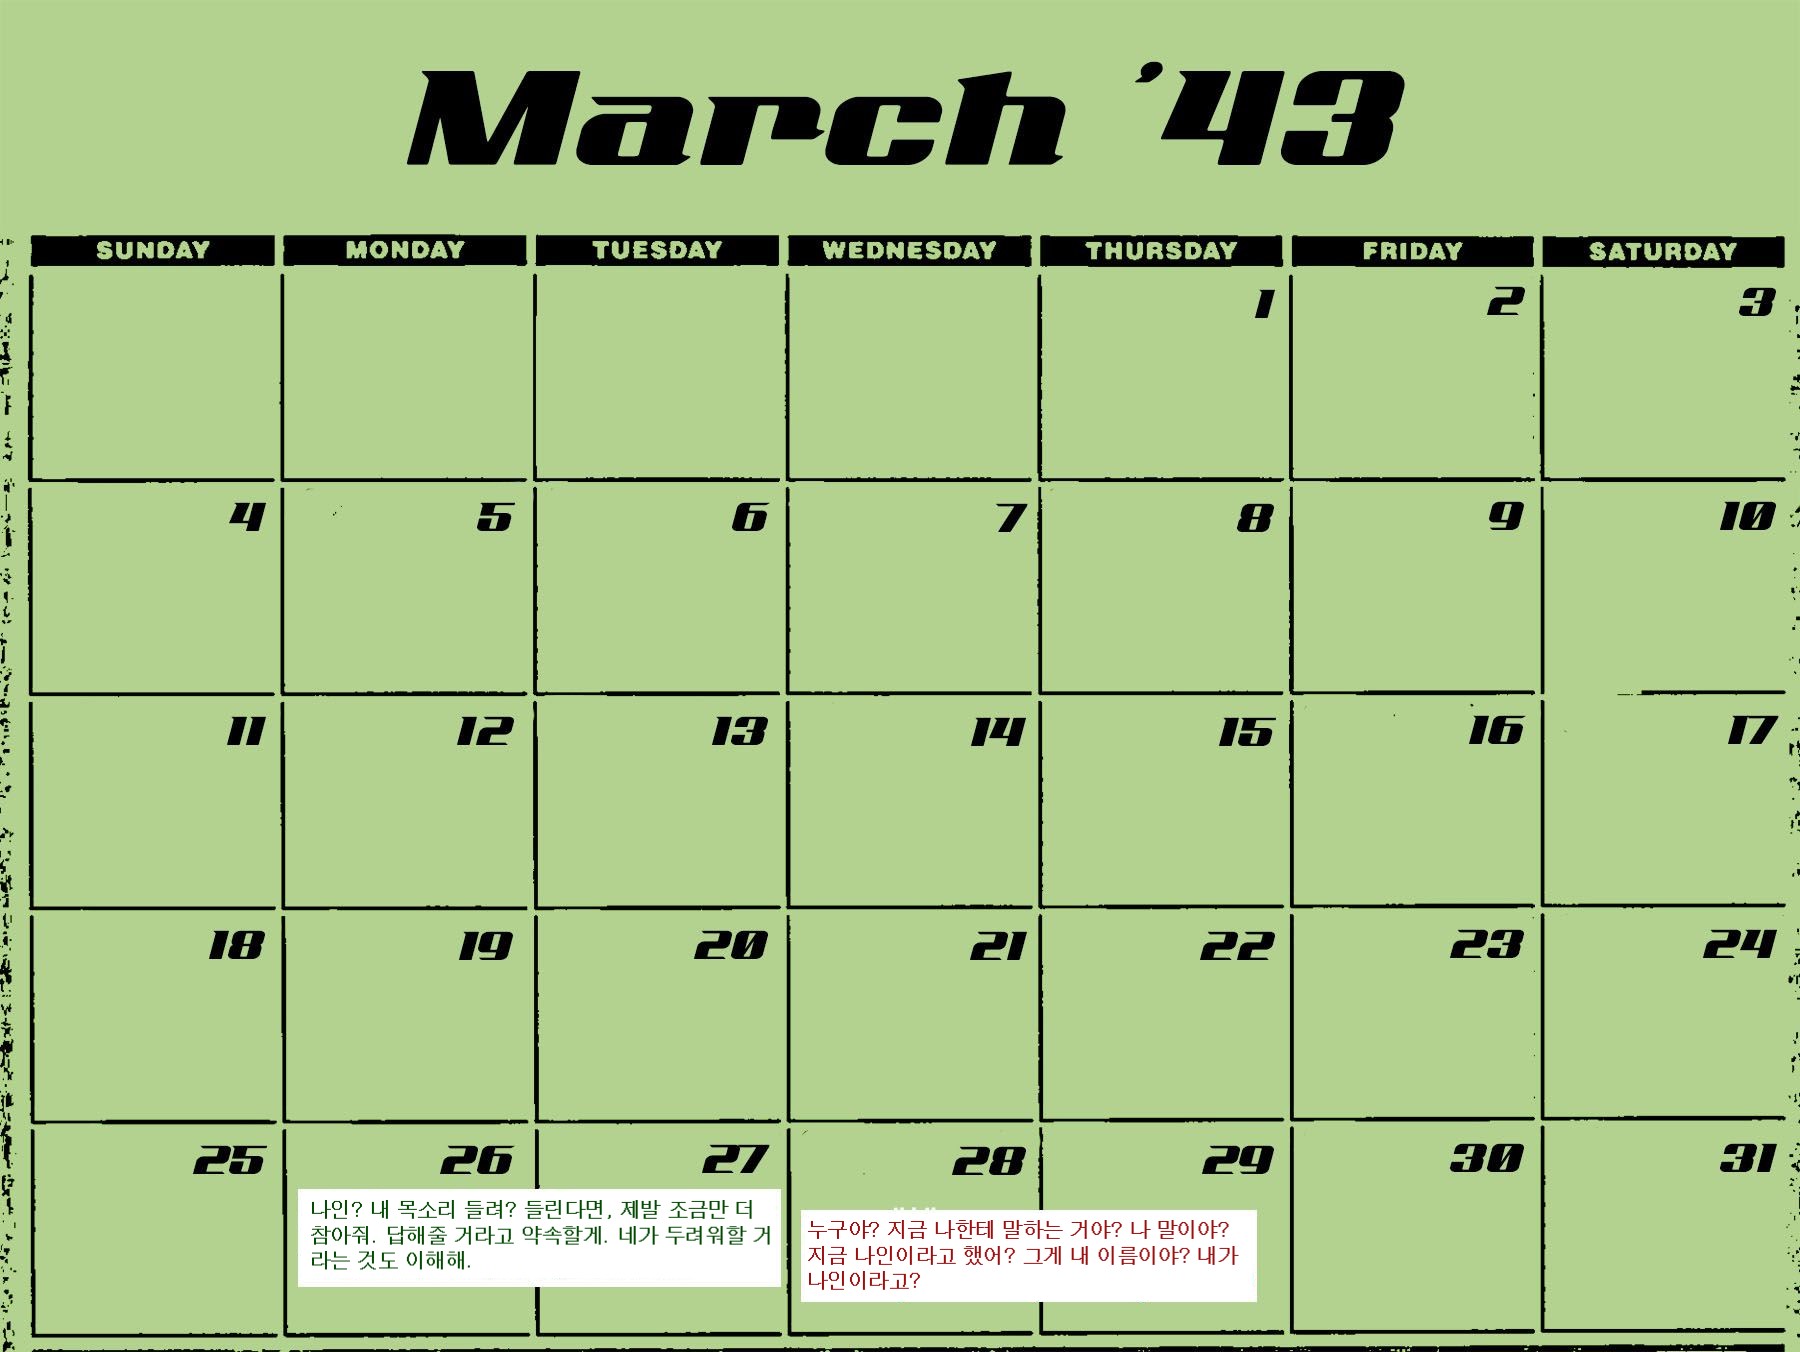 March '43
SUNDAY MONDAY TUESDAY WEDNESDAY THURSDAY FRIDAY SATURDAY
1 2 3
4 5 6 7 8 9 10
11 12 13 14 15 16 17
18 19 20 21 22 23 24
25 26 27 28 29 30 31
나인? 내 목소리 들려? 들린다면, 제발 조금만 더
참아줘. 답해줄 거라고 약속할게. 네가 두려워할 거
라는 것도 이해해.
누구야? 지금 나한테 말하는 거야? 나 말이야?
지금 나인이라고 했어? 그게 내 이름이야? 내가
나인이라고?